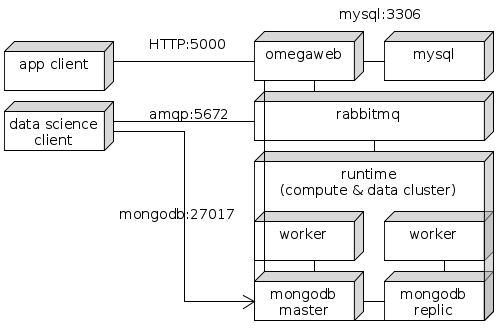 mysql:3306
HTTP:5000
app client
omegaweb
mysql
data science
client
amqp:5672
rabbitmq
runtime
(compute & data cluster)
mongodb:27017
worker
worker
mongodb
master
mongodb
replic